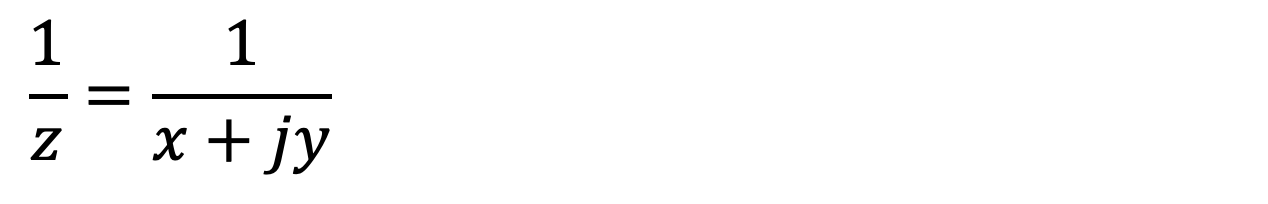 1/z = 1/(x + jy)